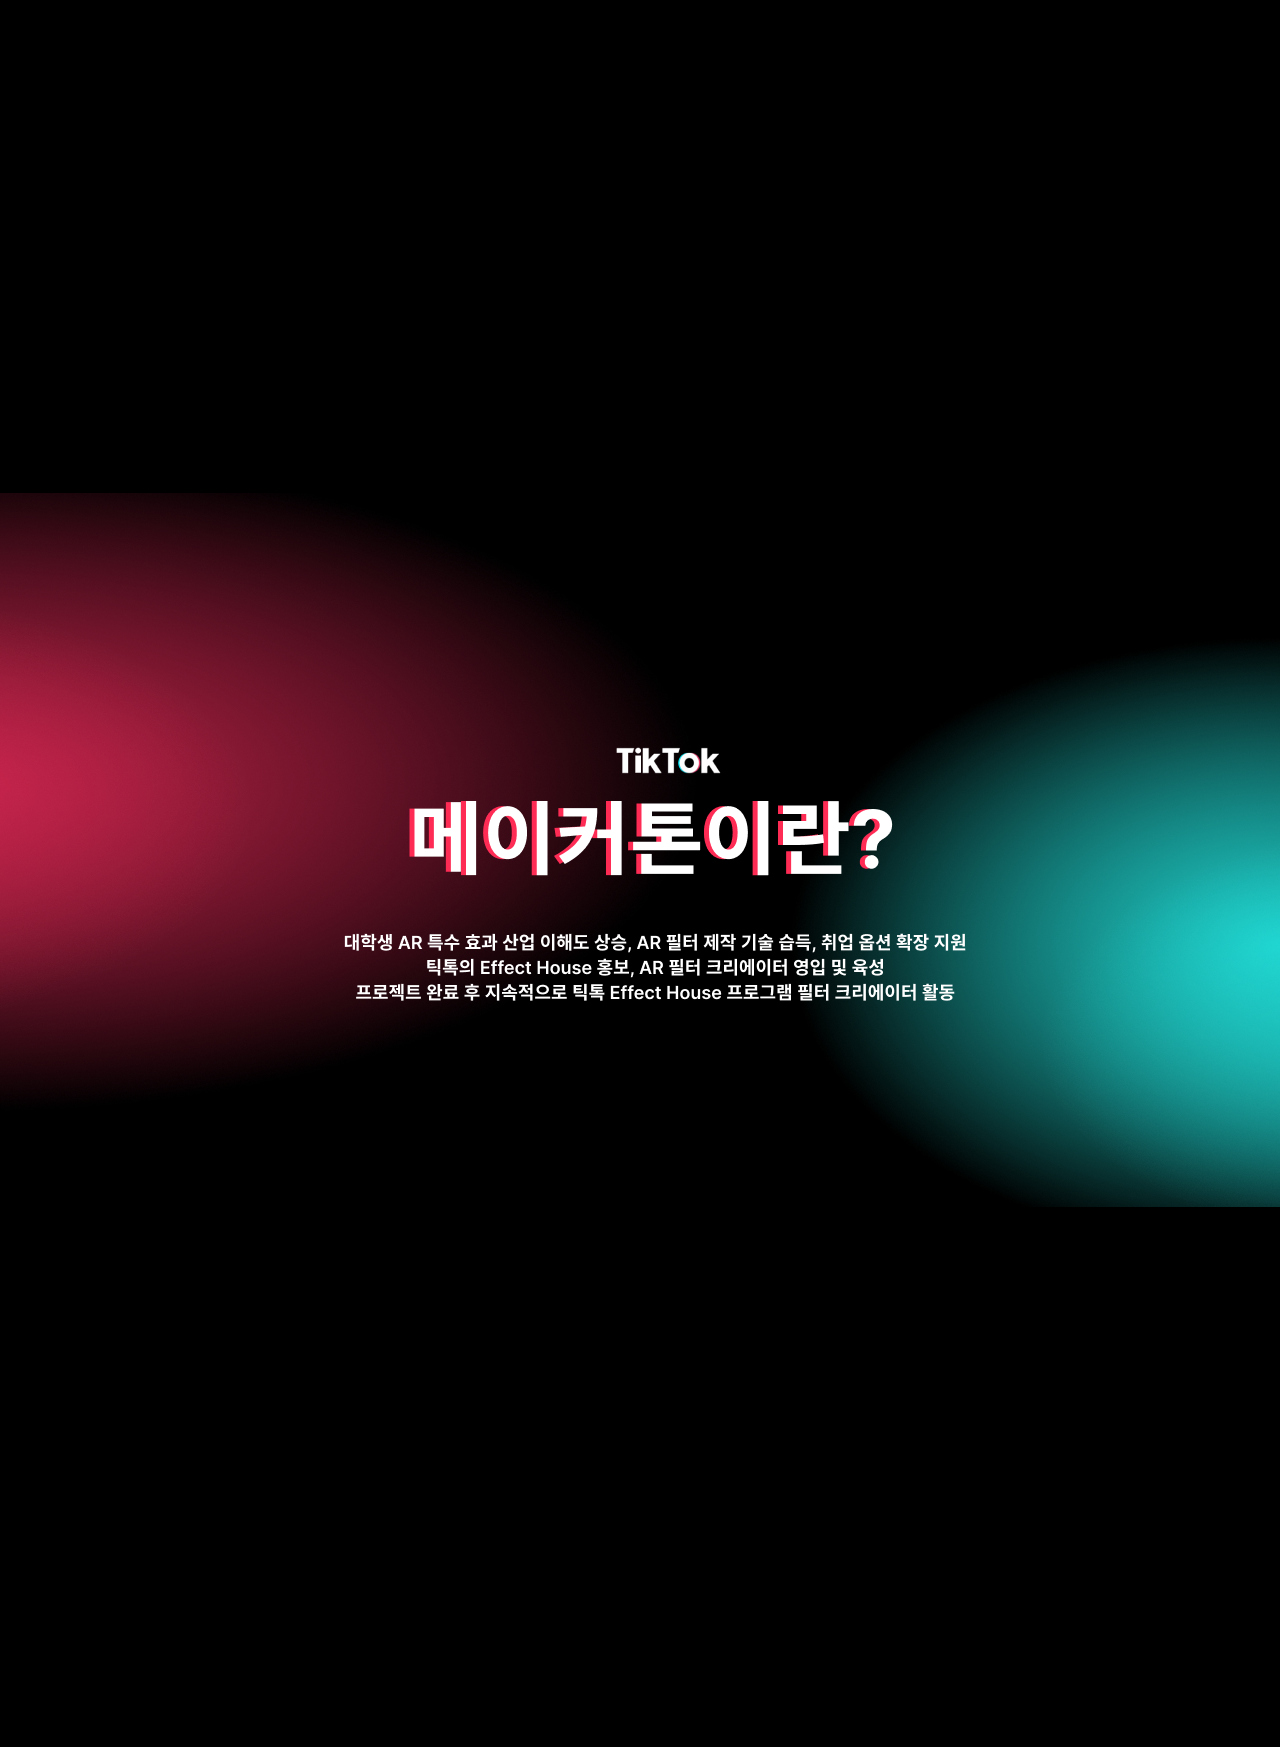 TikTok
메이커톤이란?
대학생 AR 특수 효과 산업 이해도 상승, AR 필터 제작 기술 습득, 취업 옵션 확장 지원
틱톡의 Effect House 홍보, AR 필터 크리에이터 영입 및 육성
프로젝트 완료 후 지속적으로 틱톡 Effect House 프로그램 필터 크리에이터 활동